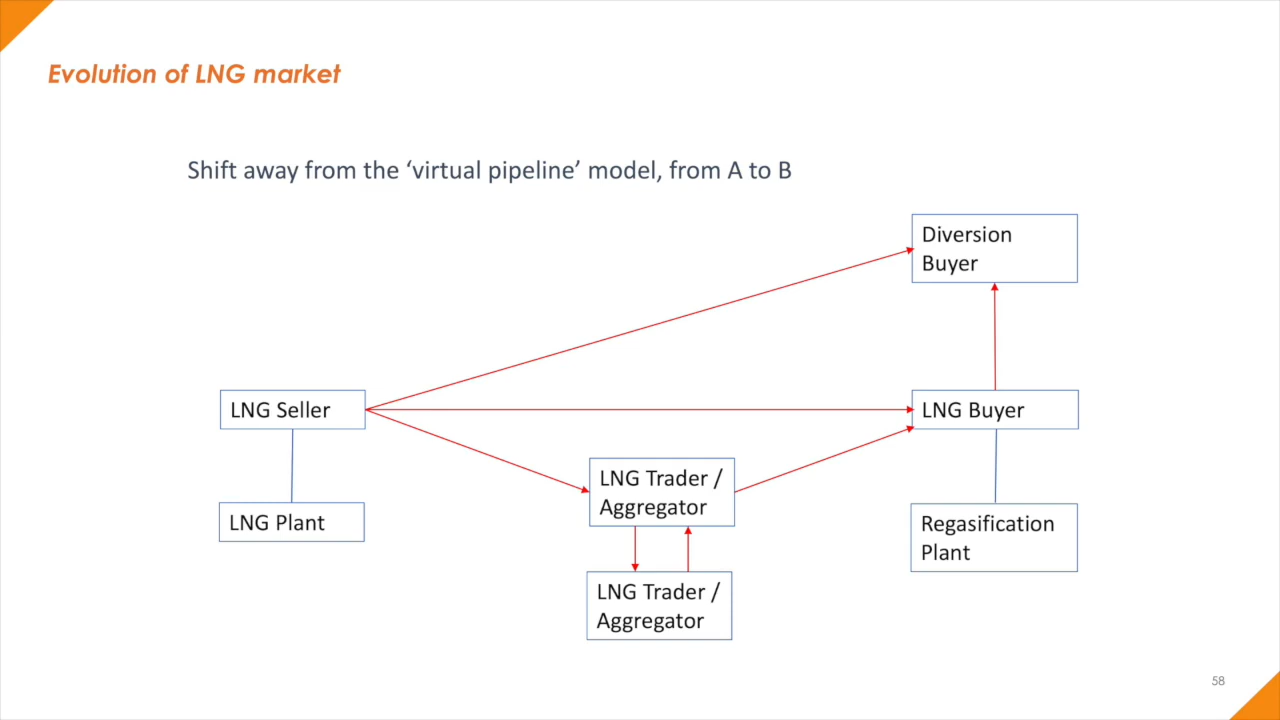 Evolution of LNG market
Shift away from the ‘virtual pipeline’ model, from A to B
Diversion
Buyer
LNG Seller
LNG Buyer
LNG Trader /
Aggregator
LNG Plant
Regasification
Plant
LNG Trader /
Aggregator
58